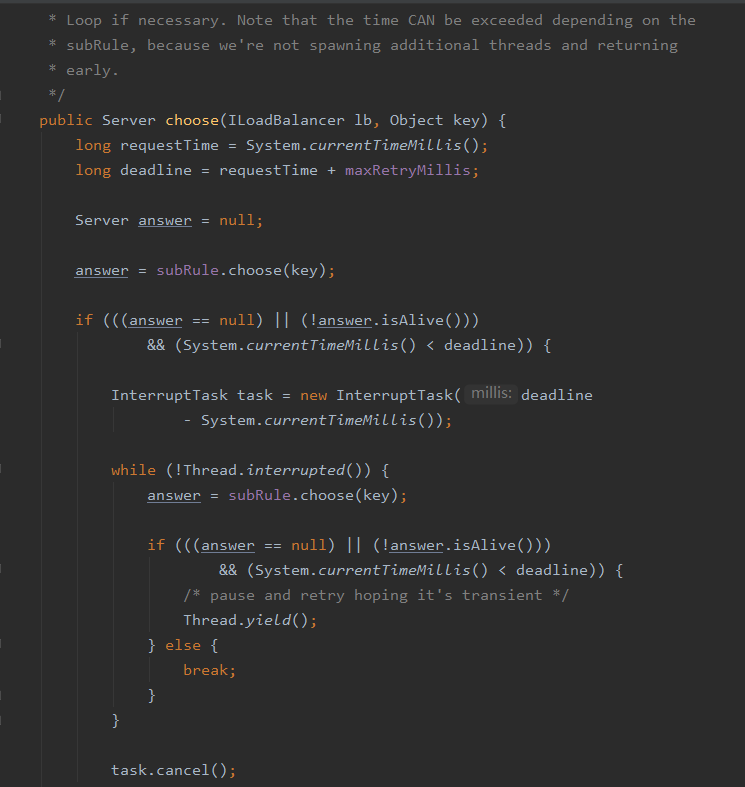 * Loop if necessary. Note that the time CAN be exceeded depending on the
* subRule, because we're not spawning additional threads and returning
* early.
*/
public Server choose(ILoadBalancer lb, Object key) {
long requestTime = System.currentTimeMillis();
long deadline = requestTime + maxRetryMillis;
Server answer = null;
answer = subRule.choose(key);
if (((answer == null) || (!answer.isAlive()))
&& (System.currentTimeMillis() < deadline)) {
InterruptTask task = new InterruptTask( millis: deadline
- System.currentTimeMillis());
while (!Thread.interrupted()) {
answer = subRule.choose(key);
if (((answer == null) || (!answer.isAlive()))
&& (System.currentTimeMillis() < deadline)) {
/* pause and retry hoping it's transient */
Thread.yield();
} else {
break;
}
}
task.cancel();